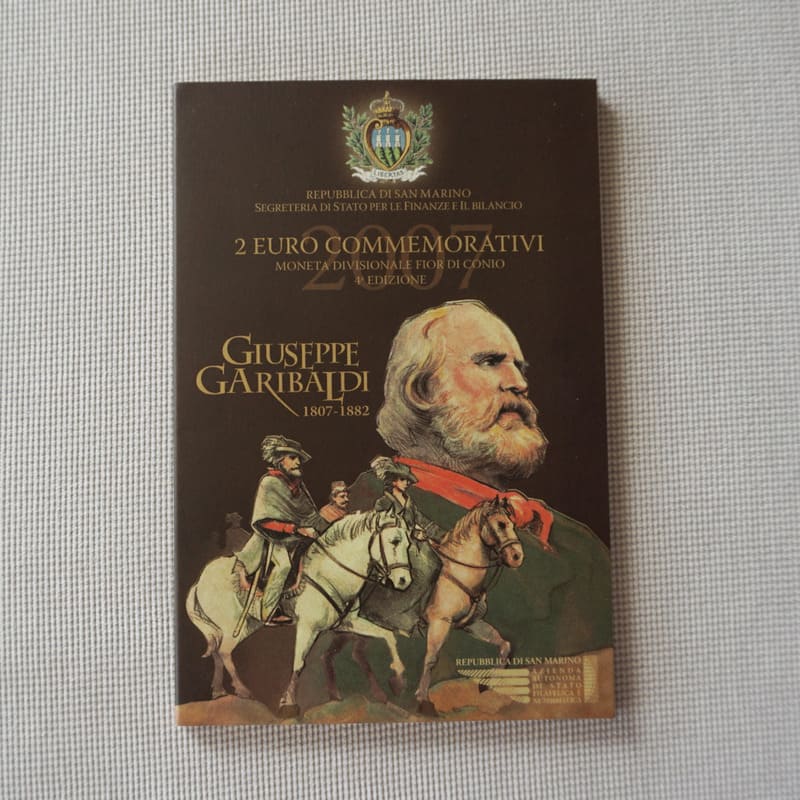 LIBERTAS
REPUBBLICA DI SAN MARINO
SEGRETERIA DI STATO PER LE FINANZE E IL BILANCIO
2007
2 EURO COMMEMORATIVI
MONETA DIVISIONALE FIOR DI CONIO
4ª EDIZIONE
GIUSEPPE
GARIBALDI
1807-1882
REPUBBLICA DI SAN MARINO
AZIENDA
AUTONOMA
DI STATO
FILATELICA E
NUMISMATICA